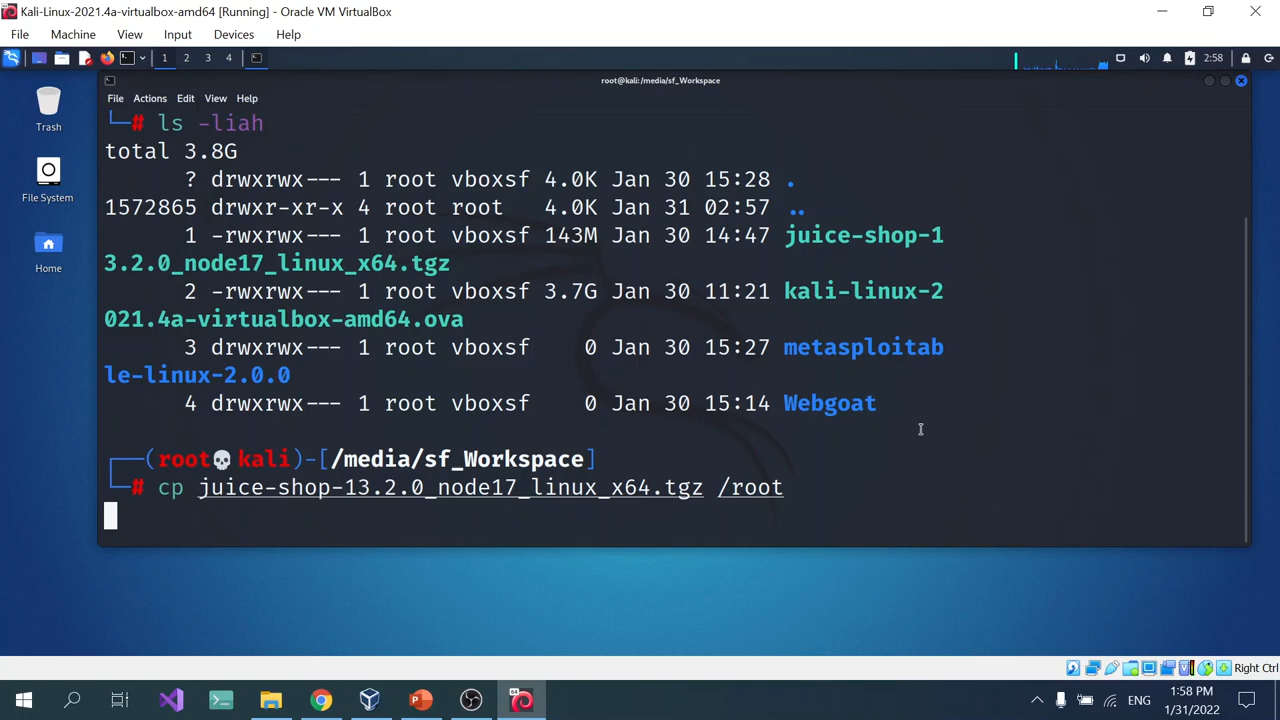 Kali-Linux-2021.4a-virtualbox-amd64 [Running] - Oracle VM VirtualBox
File Machine View Input Devices Help
1 2 3 4 2:58
root@kali: /media/sf_Workspace
File Actions Edit View Help
└─# ls -liah
total 3.8G
? drwxrwx--- 1 root vboxsf 4.0K Jan 30 15:28 .
1572865 drwxr-xr-x 4 root root 4.0K Jan 31 02:57 ..
1 -rwxrwx--- 1 root vboxsf 143M Jan 30 14:47 juice-shop-1
3.2.0_node17_linux_x64.tgz
2 -rwxrwx--- 1 root vboxsf 3.7G Jan 30 11:21 kali-linux-2
021.4a-virtualbox-amd64.ova
3 drwxrwx--- 1 root vboxsf 0 Jan 30 15:27 metasploitab
le-linux-2.0.0
4 drwxrwx--- 1 root vboxsf 0 Jan 30 15:14 Webgoat
┌──(root💀kali)-[/media/sf_Workspace]
└─# cp juice-shop-13.2.0_node17_linux_x64.tgz /root
Trash
File System
Home
Right Ctrl
64
ENG
1:58 PM
1/31/2022